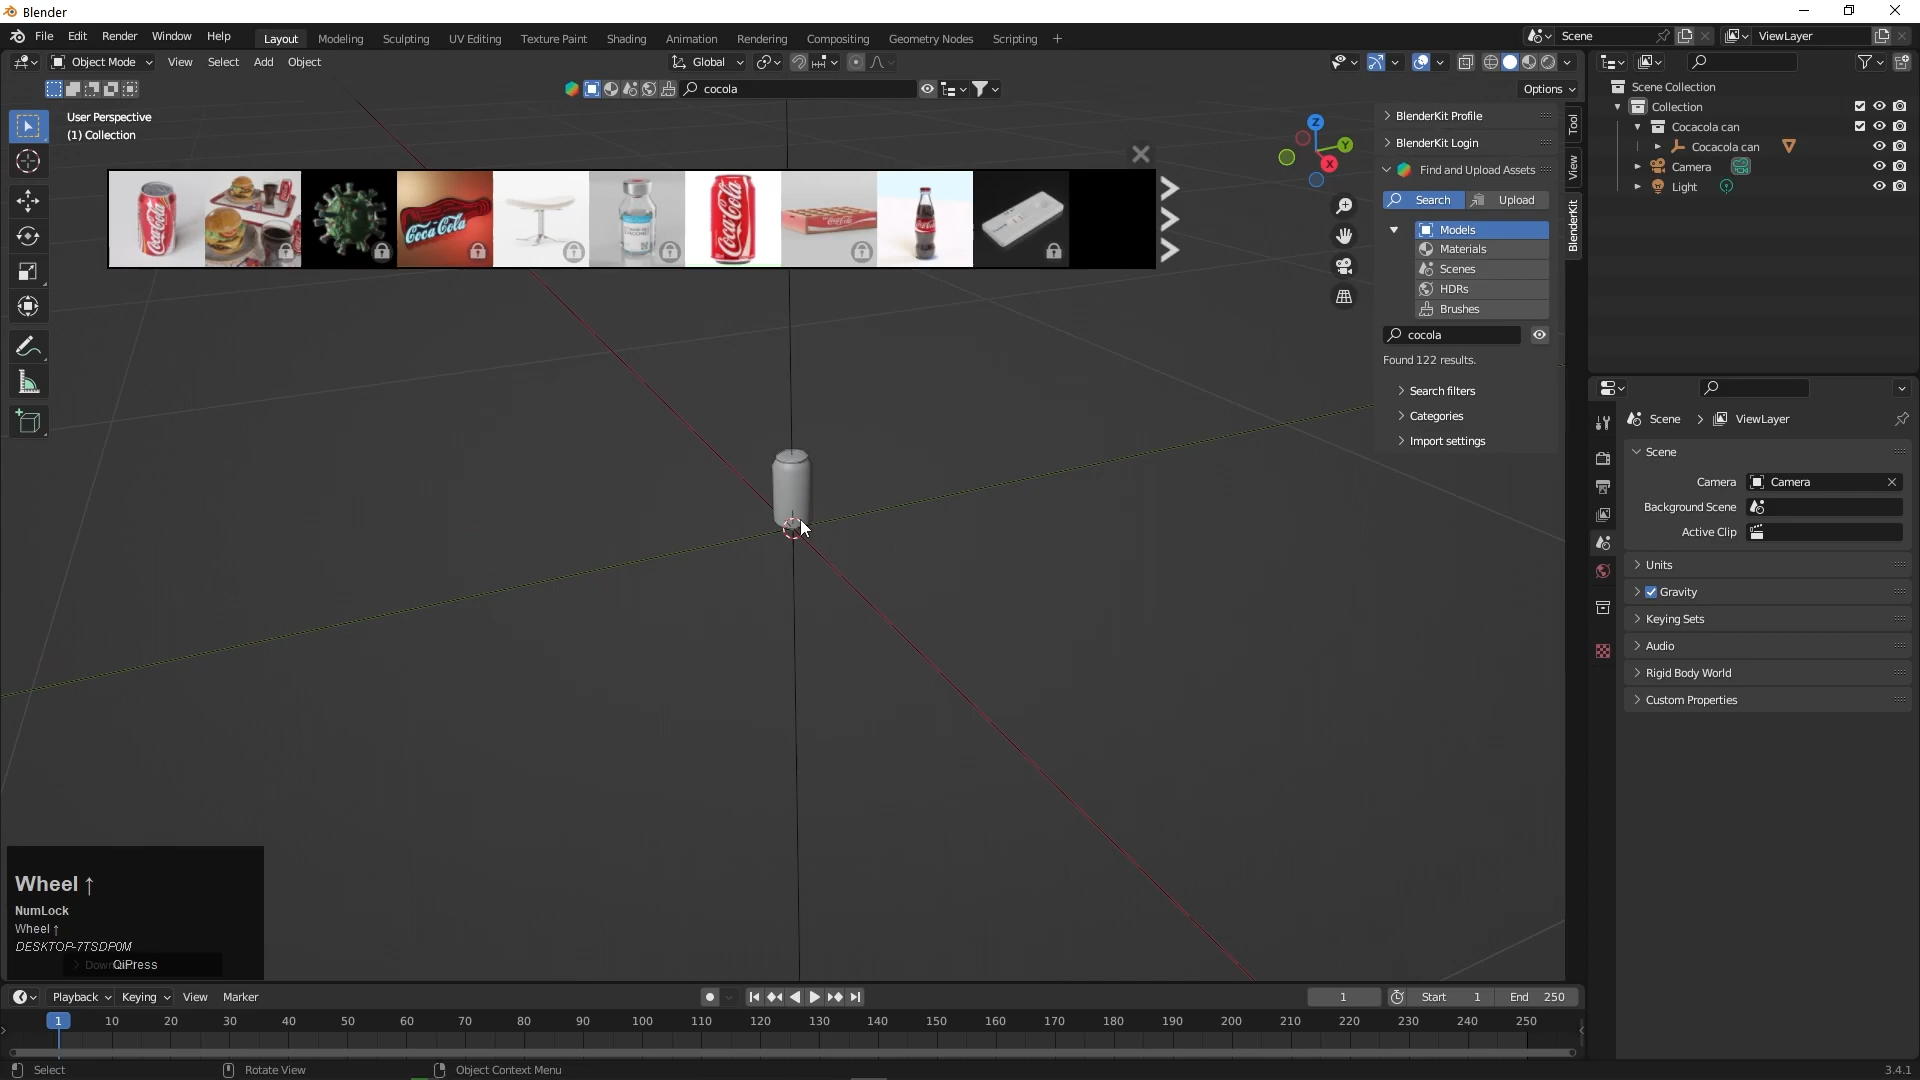 Blender
File Edit Render Window Help Layout Modeling Sculpting UV Editing Texture Paint Shading Animation Rendering Compositing Geometry Nodes Scripting + Scene ViewLayer
Object Mode View Select Add Object Global
cocola Options
User Perspective
(1) Collection
Coca-Cola
Coca-Cola
Coca-Cola
Z
Y
X
BlenderKit Profile
BlenderKit Login
Find and Upload Assets
Search Upload
Models
Materials
Scenes
HDRs
Brushes
cocola
Found 122 results.
Search filters
Categories
Import settings
Tool
View
BlenderKit
Scene Collection
Collection
Cocacola can
Cocacola can
Camera
Light
Scene > ViewLayer
Scene
Camera Camera
Background Scene
Active Clip
Units
Gravity
Keying Sets
Audio
Rigid Body World
Custom Properties
Wheel ↑
NumLock
Wheel ↑
DESKTOP-7TSDP0M
QiPress
Playback Keying View Marker 1 Start 1 End 250
1 10 20 30 40 50 60 70 80 90 100 110 120 130 140 150 160 170 180 190 200 210 220 230 240 250
Select Rotate View Object Context Menu 3.4.1